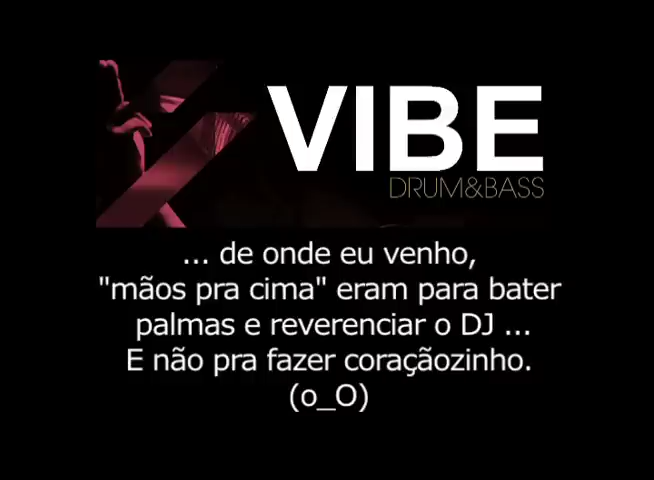 VIBE
DRUM&BASS
... de onde eu venho,
"mãos pra cima" eram para bater
palmas e reverenciar o DJ ...
E não pra fazer coraçãozinho.
(o_O)